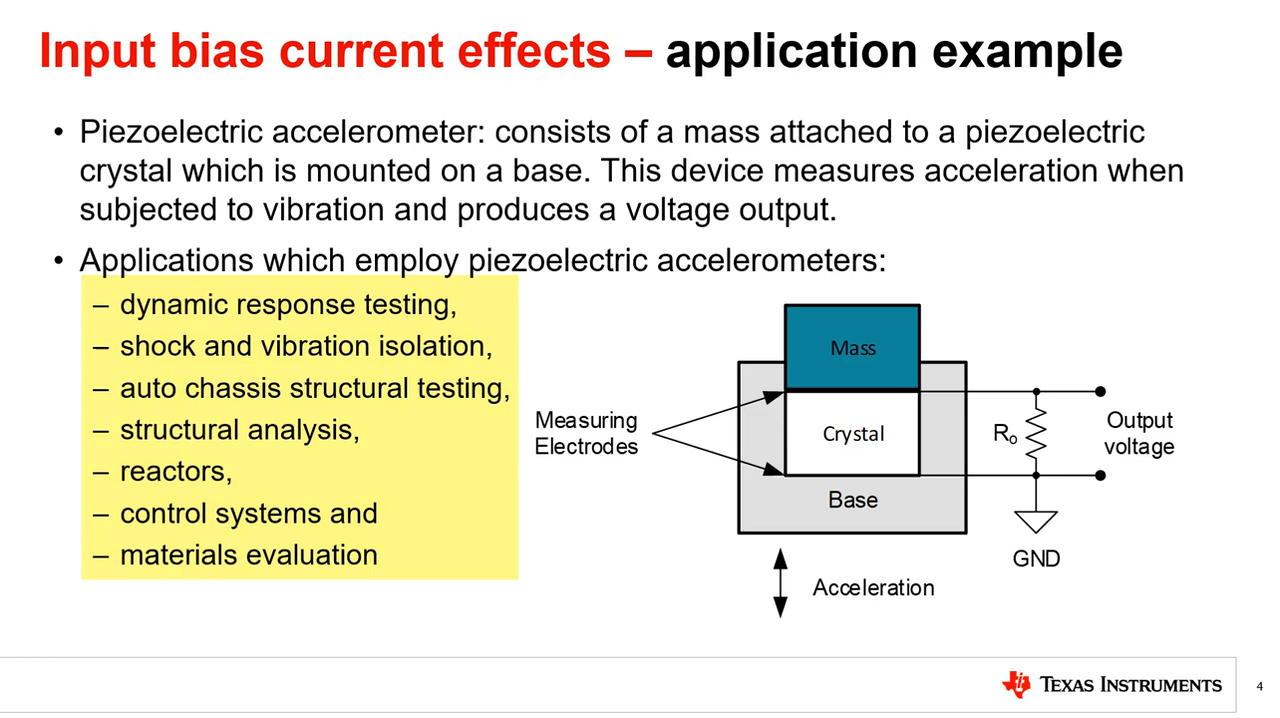 Input bias current effects – application example
• Piezoelectric accelerometer: consists of a mass attached to a piezoelectric
crystal which is mounted on a base. This device measures acceleration when
subjected to vibration and produces a voltage output.
• Applications which employ piezoelectric accelerometers:
– dynamic response testing,
– shock and vibration isolation,
– auto chassis structural testing,
– structural analysis,
– reactors,
– control systems and
– materials evaluation
Mass
Measuring
Electrodes
Crystal
Ro
Output
voltage
Base
GND
Acceleration
TEXAS INSTRUMENTS
4